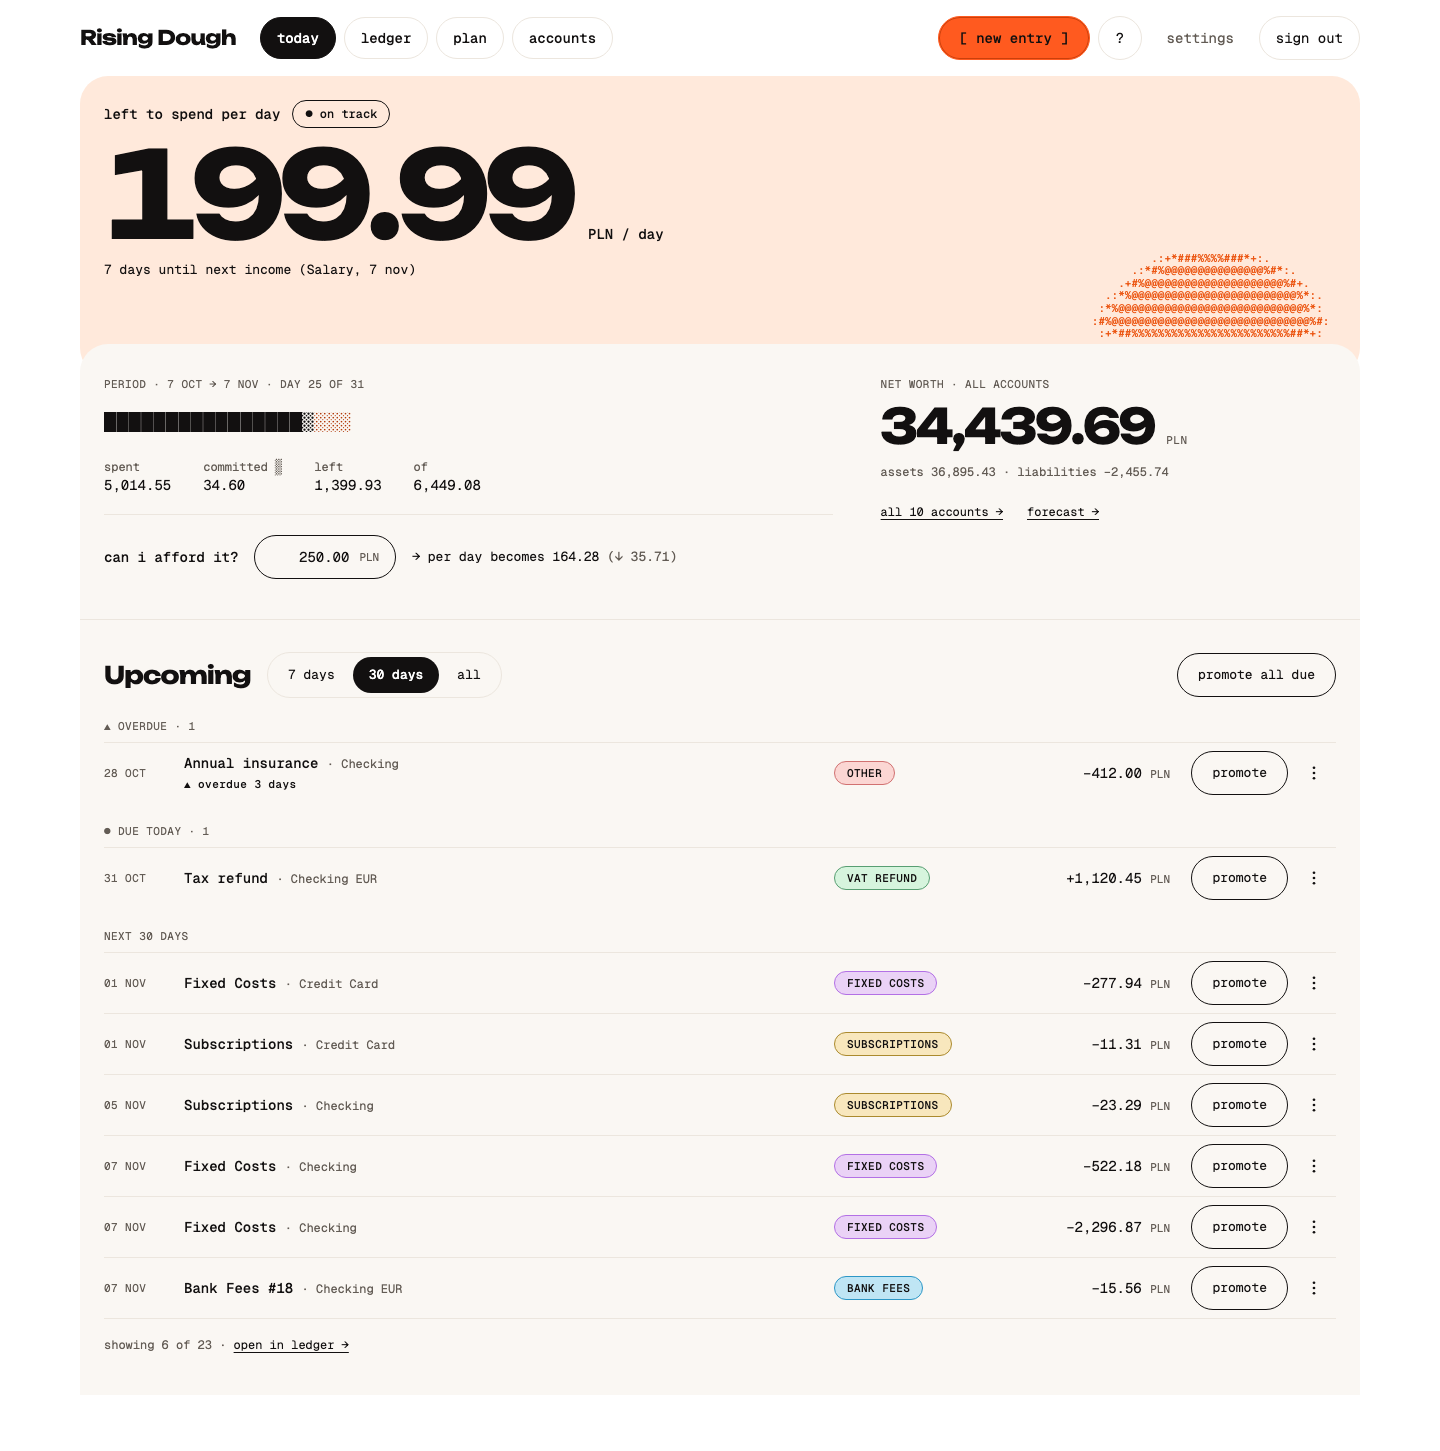 Rising Dough today ledger plan accounts [ new entry ] ? settings sign out
left to spend per day ● on track
199.99 PLN / day
7 days until next income (Salary, 7 nov)
.:+*###%%%%###*+:.
.:*#%@@@@@@@@@@@@@@@%#*:.
.+#%@@@@@@@@@@@@@@@@@@@@@%#+.
.:*%@@@@@@@@@@@@@@@@@@@@@@@@@%*:.
:*%@@@@@@@@@@@@@@@@@@@@@@@@@@@@%*:
:#%@@@@@@@@@@@@@@@@@@@@@@@@@@@@@@%#:
:+*##%%%%%%%%%%%%%%%%%%%%%%%%##*+:
PERIOD · 7 OCT → 7 NOV · DAY 25 OF 31
NET WORTH · ALL ACCOUNTS
34,439.69 PLN
assets 36,895.43 · liabilities −2,455.74
all 10 accounts → forecast →
spent committed ▒ left of
5,014.55 34.60 1,399.93 6,449.08
can i afford it? 250.00 PLN → per day becomes 164.28 (↓ 35.71)
Upcoming 7 days 30 days all promote all due
▲ OVERDUE · 1
28 OCT Annual insurance · Checking OTHER −412.00 PLN promote ⋮
▲ overdue 3 days
● DUE TODAY · 1
31 OCT Tax refund · Checking EUR VAT REFUND +1,120.45 PLN promote ⋮
NEXT 30 DAYS
01 NOV Fixed Costs · Credit Card FIXED COSTS −277.94 PLN promote ⋮
01 NOV Subscriptions · Credit Card SUBSCRIPTIONS −11.31 PLN promote ⋮
05 NOV Subscriptions · Checking SUBSCRIPTIONS −23.29 PLN promote ⋮
07 NOV Fixed Costs · Checking FIXED COSTS −522.18 PLN promote ⋮
07 NOV Fixed Costs · Checking FIXED COSTS −2,296.87 PLN promote ⋮
07 NOV Bank Fees #18 · Checking EUR BANK FEES −15.56 PLN promote ⋮
showing 6 of 23 · open in ledger →